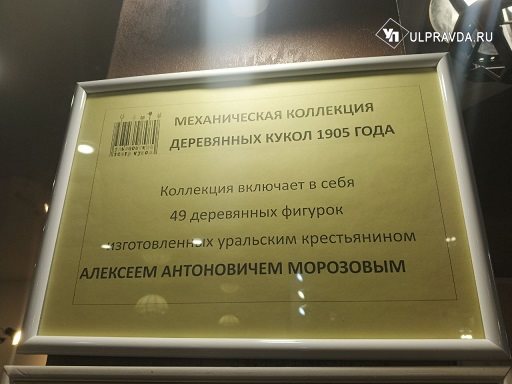 УП ULPRAVDA.RU
МЕХАНИЧЕСКАЯ КОЛЛЕКЦИЯ
ДЕРЕВЯННЫХ КУКОЛ 1905 ГОДА
Коллекция включает в себя
49 деревянных фигурок
изготовленных уральским крестьянином
АЛЕКСЕЕМ АНТОНОВИЧЕМ МОРОЗОВЫМ